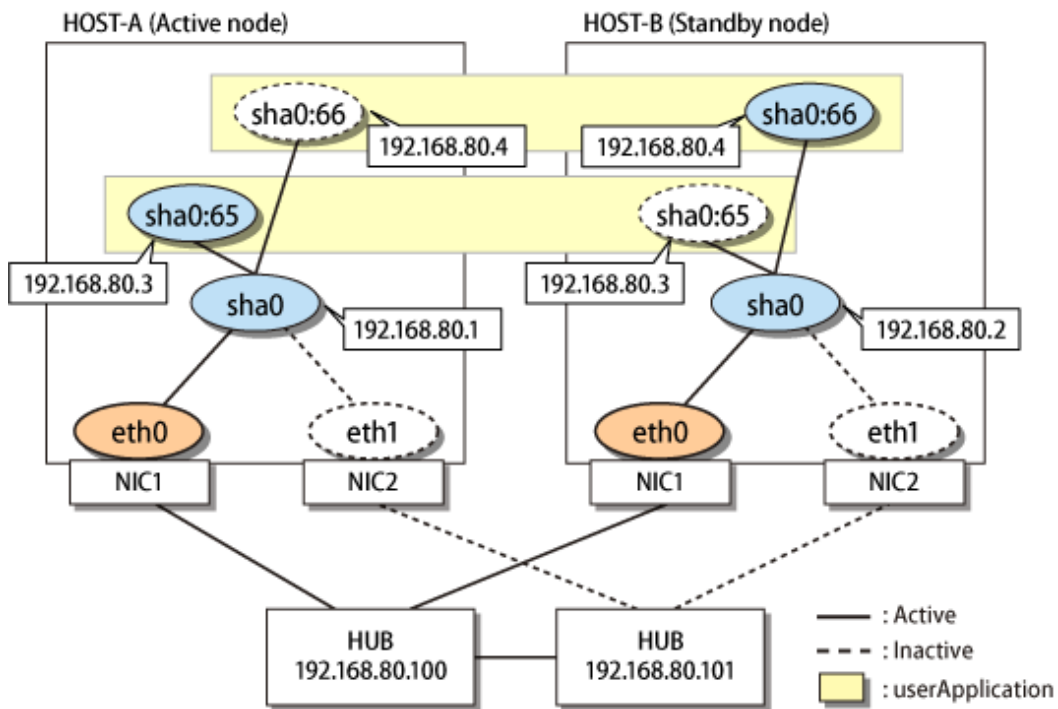 HOST-A (Active node)
HOST-B (Standby node)
sha0:66
sha0:66
192.168.80.4
192.168.80.4
sha0:65
sha0:65
192.168.80.3
192.168.80.3
sha0
sha0
192.168.80.1
192.168.80.2
eth0
eth1
eth0
eth1
NIC1
NIC2
NIC1
NIC2
HUB
192.168.80.100
HUB
192.168.80.101
: Active
: Inactive
: userApplication